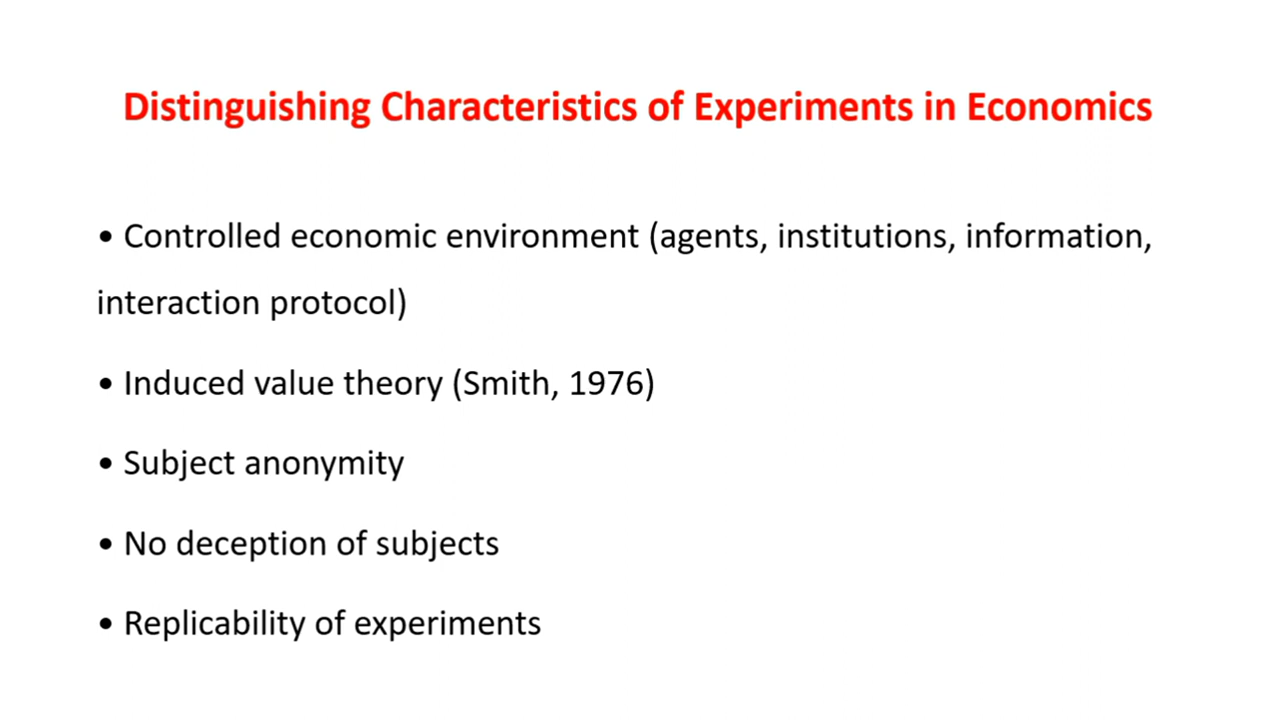 Distinguishing Characteristics of Experiments in Economics
• Controlled economic environment (agents, institutions, information,
interaction protocol)
• Induced value theory (Smith, 1976)
• Subject anonymity
• No deception of subjects
• Replicability of experiments